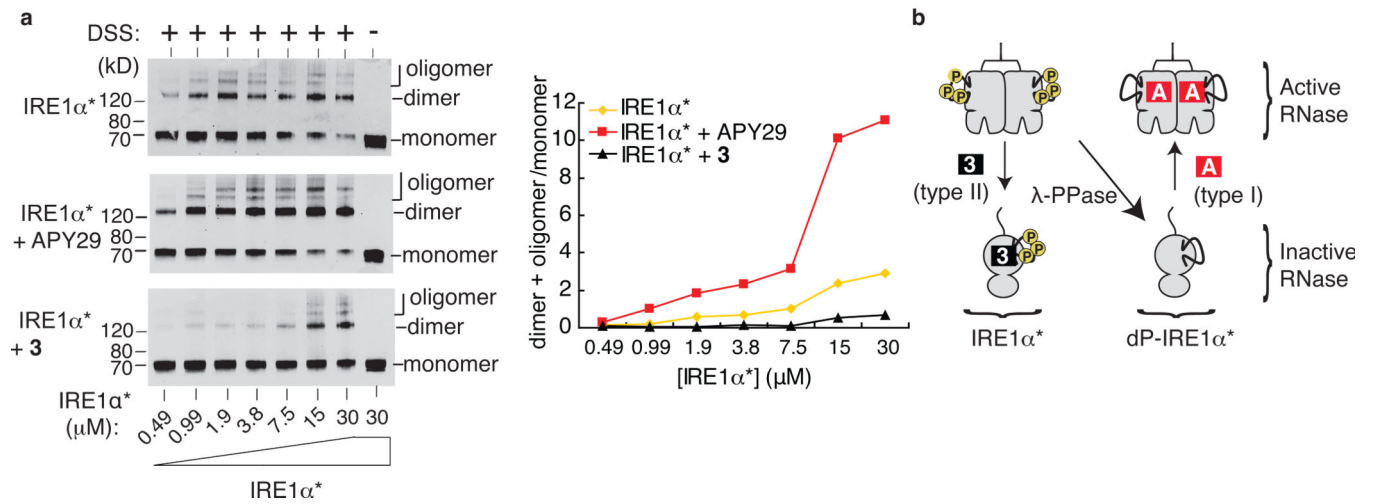 a
DSS: + + + + + + + -
(kD)
IRE1α*
120
80
70
oligomer
dimer
monomer
IRE1α*
+ APY29
120
80
70
oligomer
dimer
monomer
IRE1α*
+ 3
120
80
70
oligomer
dimer
monomer
IRE1α*
(μM):
0.49 0.99 1.9 3.8 7.5 15 30 30
IRE1α*
dimer + oligomer/monomer
12
10
8
6
4
2
0
IRE1α*
IRE1α* + APY29
IRE1α* + 3
0.49 0.99 1.9 3.8 7.5 15 30
[IRE1α*] (μM)
b
P P P P P P
A A
Active
RNase
3
(type II)
λ-PPase
A
(type I)
3
P P P
Inactive
RNase
IRE1α*
dP-IRE1α*